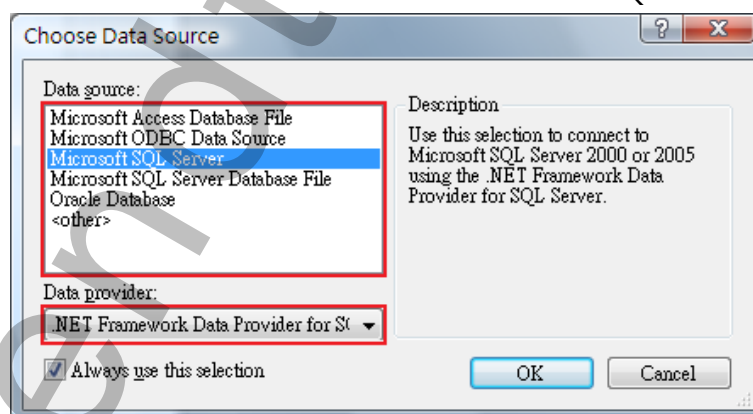 Choose Data Source
?
X
Data source:
Microsoft Access Database File
Microsoft ODBC Data Source
Microsoft SQL Server
Microsoft SQL Server Database File
Oracle Database
<other>
Data provider:
.NET Framework Data Provider for S
Always use this selection
Description
Use this selection to connect to
Microsoft SQL Server 2000 or 2005
using the .NET Framework Data
Provider for SQL Server.
OK
Cancel